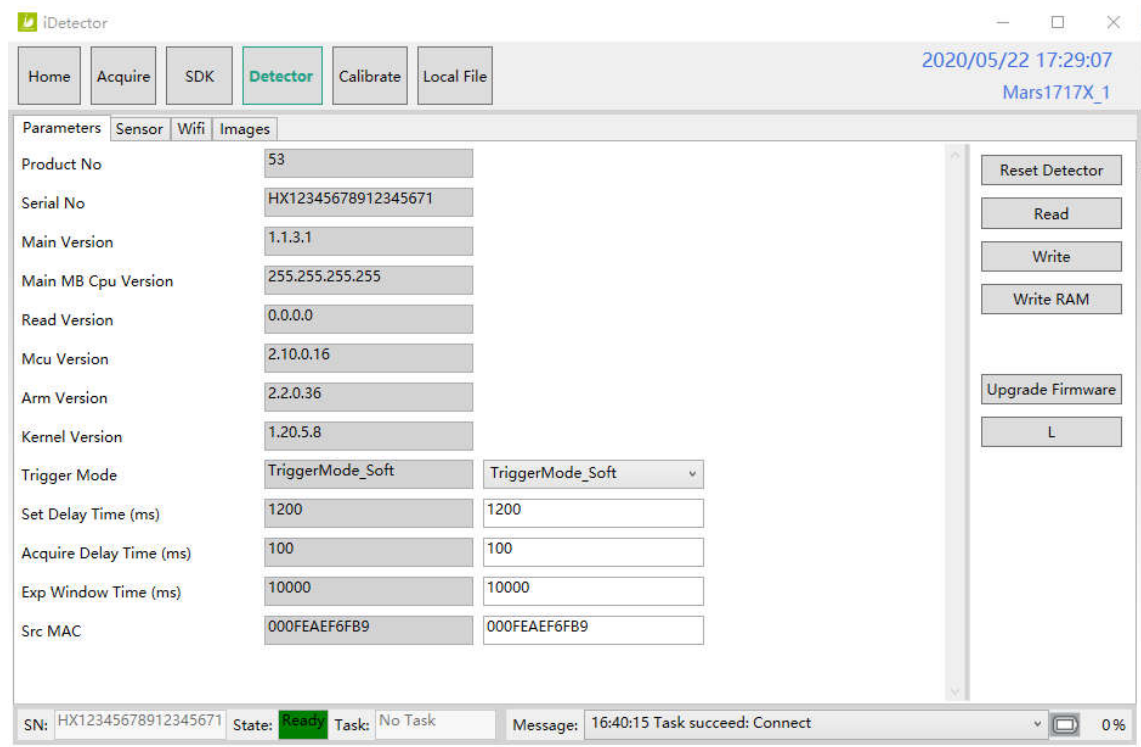 iDetector
Home Acquire SDK Detector Calibrate Local File
2020/05/22 17:29:07
Mars1717X_1
Parameters Sensor Wifi Images
Product No 53
Serial No HX12345678912345671
Main Version 1.1.3.1
Main MB Cpu Version 255.255.255.255
Read Version 0.0.0.0
Mcu Version 2.10.0.16
Arm Version 2.2.0.36
Kernel Version 1.20.5.8
Trigger Mode TriggerMode_Soft TriggerMode_Soft
Set Delay Time (ms) 1200 1200
Acquire Delay Time (ms) 100 100
Exp Window Time (ms) 10000 10000
Src MAC 000FEAEF6FB9 000FEAEF6FB9
Reset Detector
Read
Write
Write RAM
Upgrade Firmware
L
SN: HX12345678912345671 State: Ready Task: No Task Message: 16:40:15 Task succeed: Connect 0%